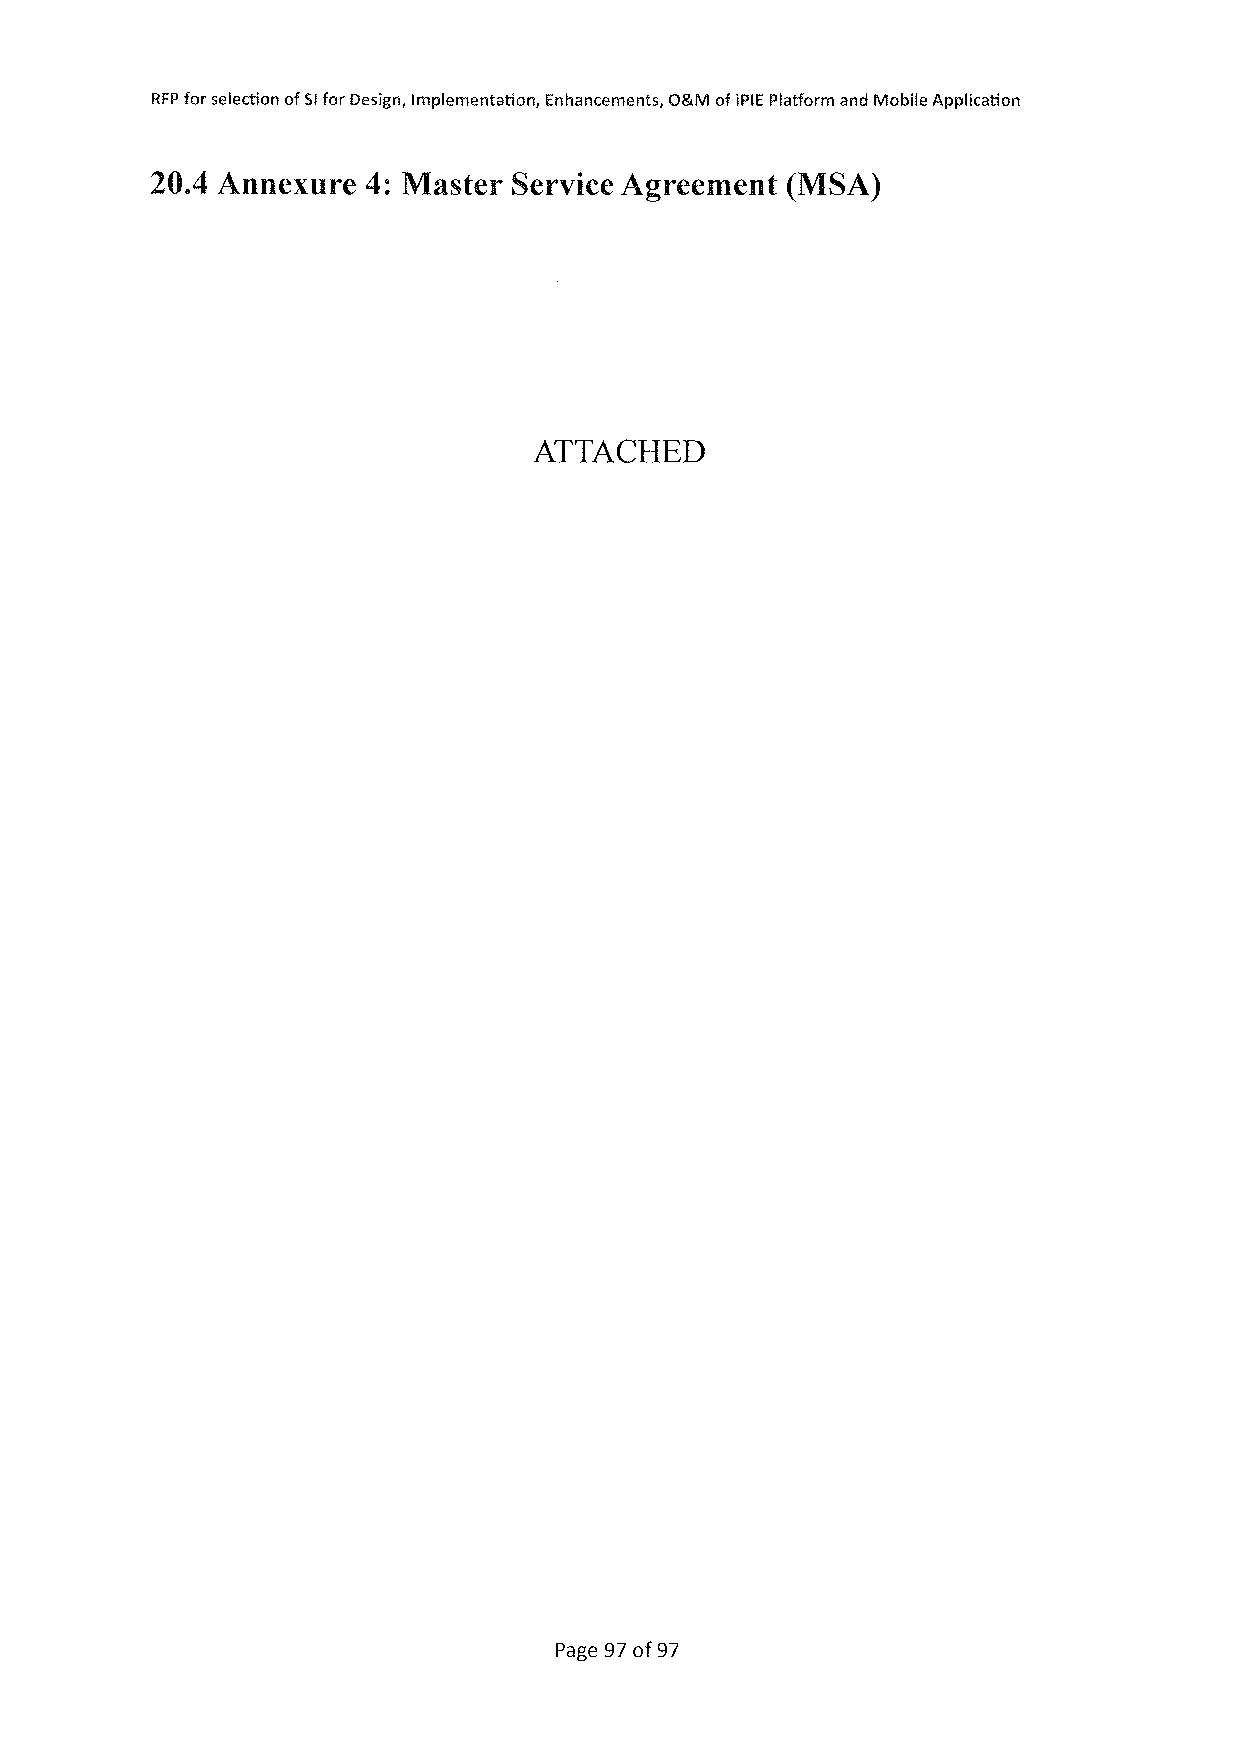 RFP for selection of SI for Design, Implementation, Enhancements, O&M of iPIE Platform and Mobile Application
20.4 Annexure 4: Master Service Agreement (MSA)
ATTACHED
Page 97 of 97